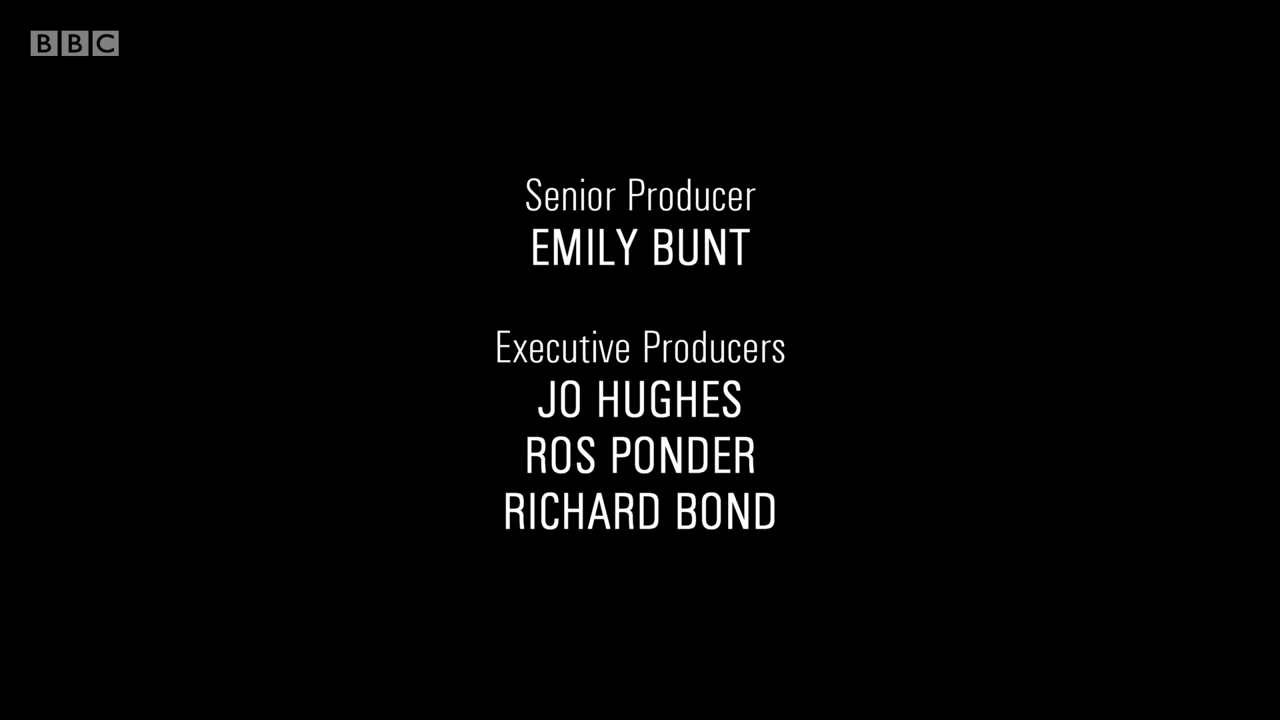 BBC
Senior Producer
EMILY BUNT
Executive Producers
JO HUGHES
ROS PONDER
RICHARD BOND